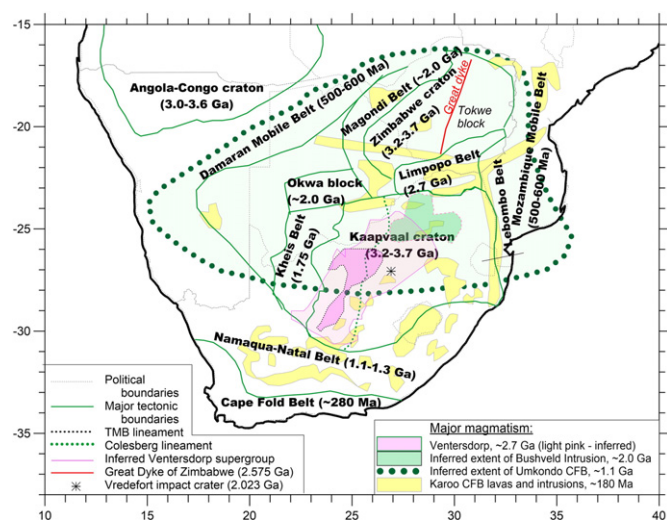 -15
-20
-25
-30
-35
10
15
20
25
30
35
40
Angola-Congo craton
(3.0-3.6 Ga)
Damaran Mobile Belt (500-600 Ma)
Magondi Belt (~2.0 Ga)
Zimbabwe craton
(3.2-3.7 Ga)
Great dyke
Tokwe
block
Limpopo Belt
(2.7 Ga)
Lebombo Belt
Mozambique Mobile Belt
(500-600 Ma)
Okwa block
(~2.0 Ga)
Kheis Belt
(1.75 Ga)
Kaapvaal craton
(3.2-3.7 Ga)
Namaqua-Natal Belt (1.1-1.3 Ga)
Cape Fold Belt (~280 Ma)
Political
boundaries
Major tectonic
boundaries
TMB lineament
Colesberg lineament
Inferred Ventersdorp supergroup
Great Dyke of Zimbabwe (2.575 Ga)
Vredefort impact crater (2.023 Ga)
Major magmatism:
Ventersdorp, ~2.7 Ga (light pink - inferred)
Inferred extent of Bushveld Intrusion, ~2.0 Ga
Inferred extent of Umkondo CFB, ~1.1 Ga
Karoo CFB lavas and intrusions, ~180 Ma